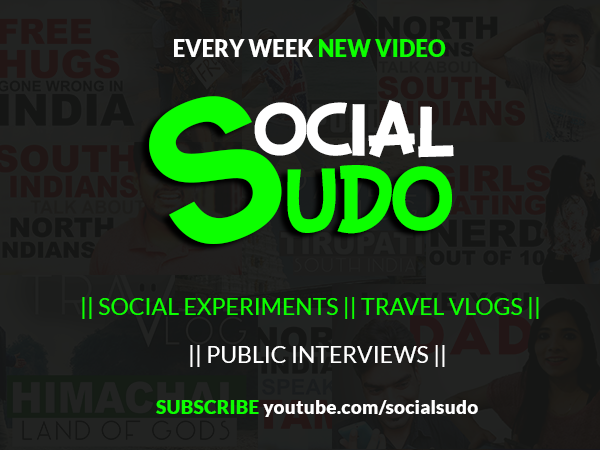 EVERY WEEK NEW VIDEO
SOCIAL
SUDO
|| SOCIAL EXPERIMENTS || TRAVEL VLOGS ||
|| PUBLIC INTERVIEWS ||
SUBSCRIBE youtube.com/socialsudo
FREE
HUGS
GONE WRONG IN
INDIA
NORTH
INDIANS
TALK ABOUT
SOUTH
INDIANS
SOUTH
INDIANS
TALK ABOUT
NORTH
INDIANS
GIRLS
RATING
NERD
OUT OF 10
TIRUPATI
SOUTH INDIA
TRAVEL
VLOG
DAD
HIMACHAL
LAND OF GODS